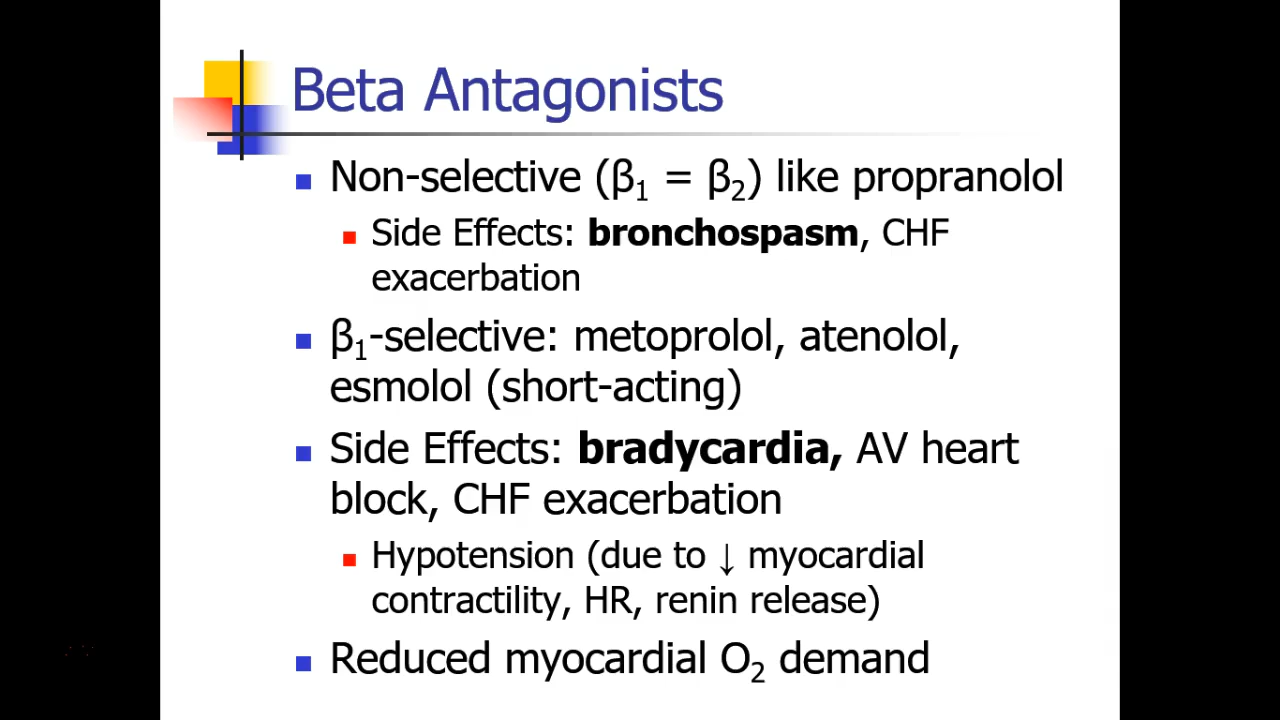 Beta Antagonists
Non-selective (β₁ = β₂) like propranolol
Side Effects: bronchospasm, CHF
exacerbation
β₁-selective: metoprolol, atenolol,
esmolol (short-acting)
Side Effects: bradycardia, AV heart
block, CHF exacerbation
Hypotension (due to ↓ myocardial
contractility, HR, renin release)
Reduced myocardial O₂ demand